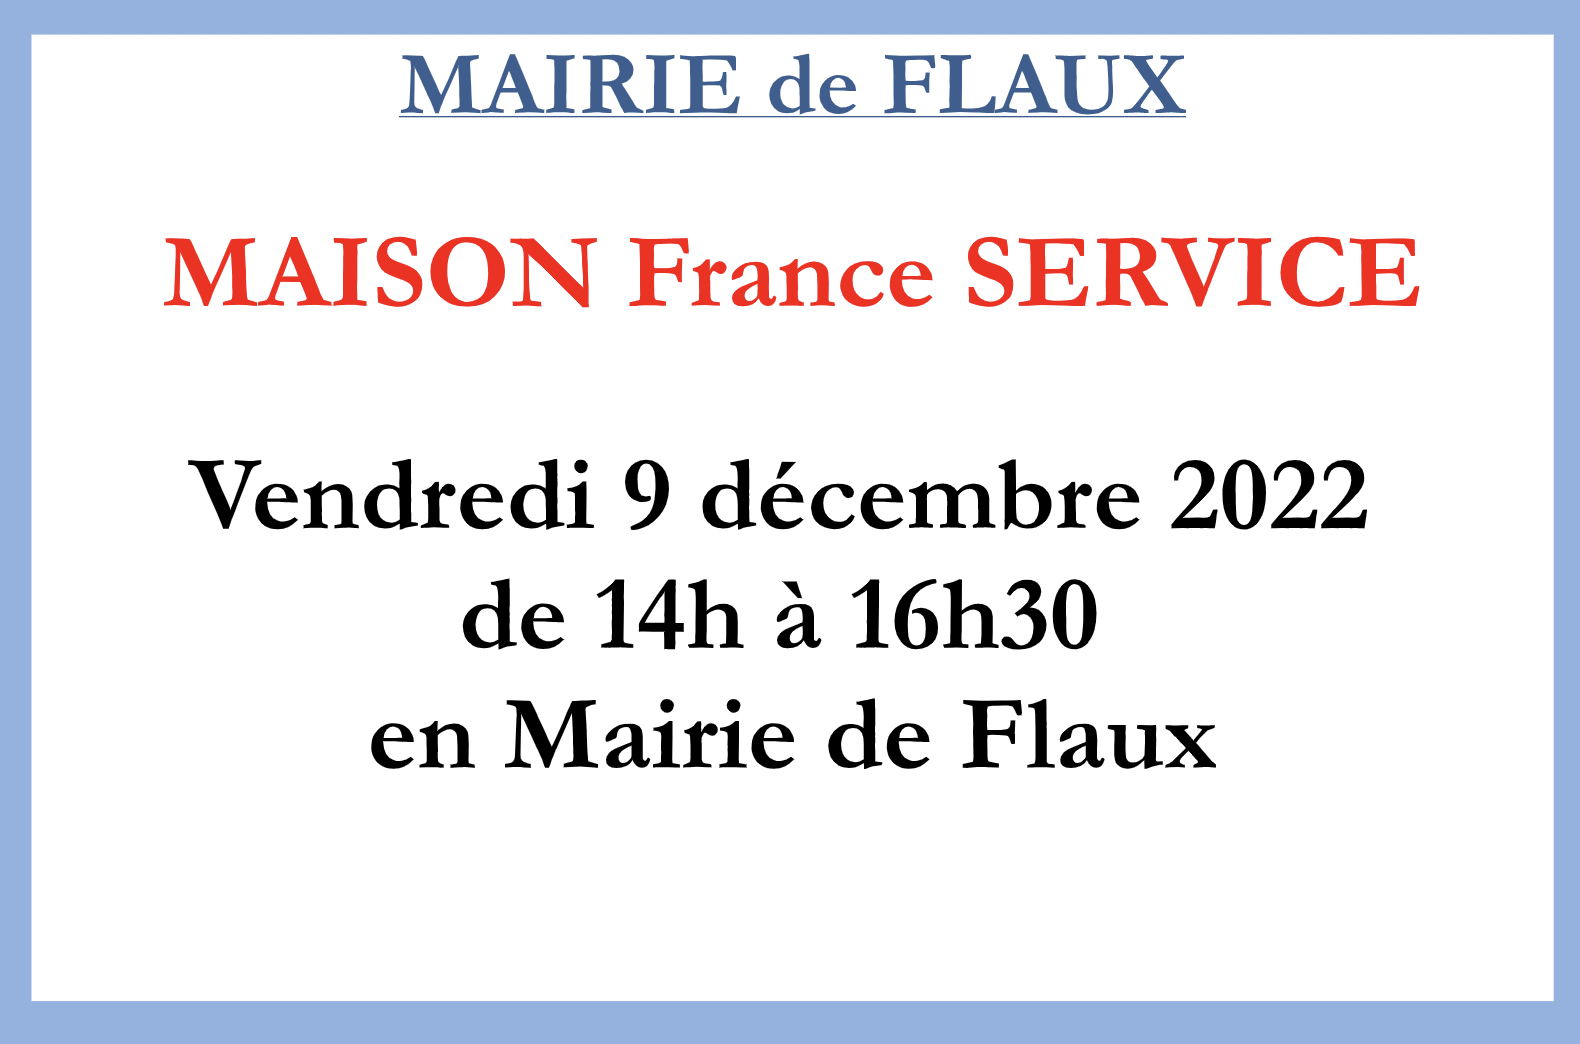 MAIRIE de FLAUX
MAISON France SERVICE
Vendredi 9 décembre 2022
de 14h à 16h30
en Mairie de Flaux